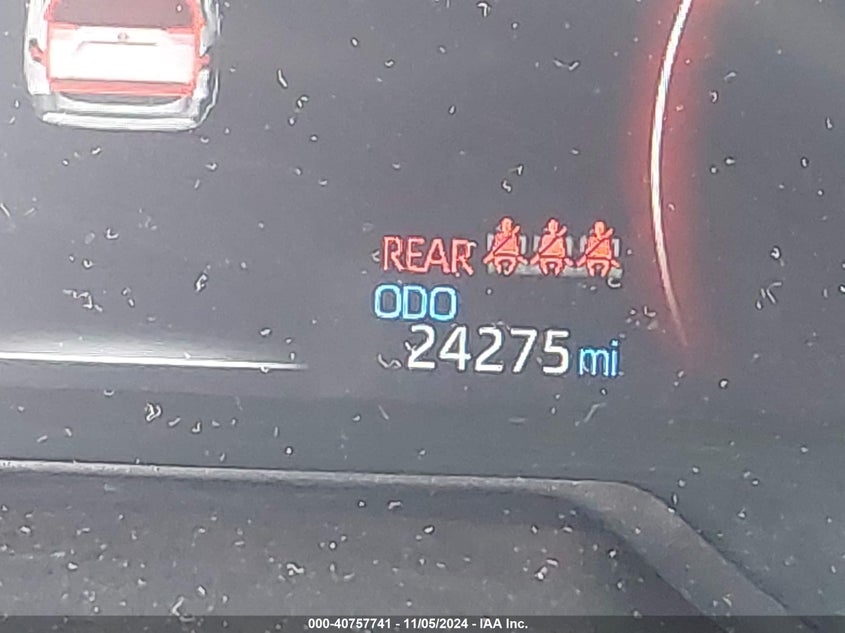 REAR
ODO
24275 mi
000-40757741 - 11/05/2024 - IAA Inc.